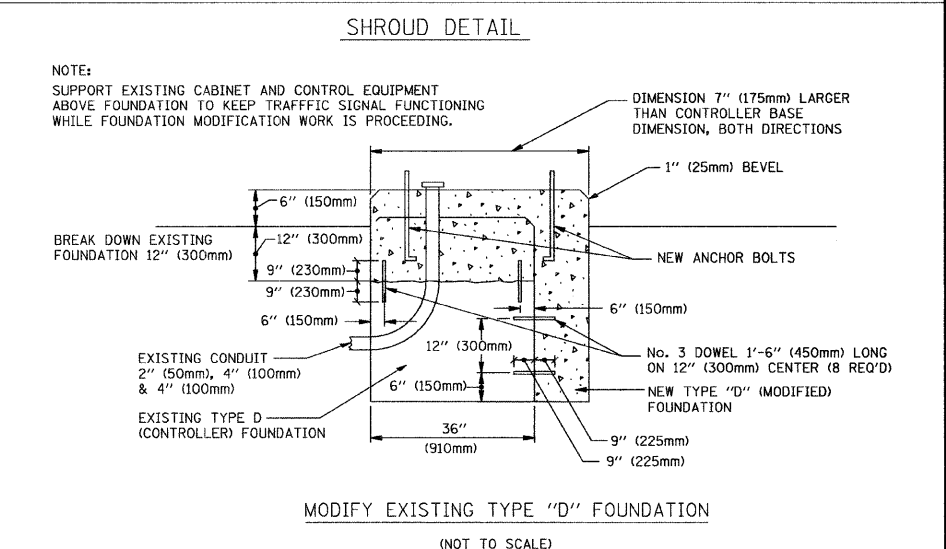 SHROUD DETAIL
NOTE:
SUPPORT EXISTING CABINET AND CONTROL EQUIPMENT
ABOVE FOUNDATION TO KEEP TRAFFFIC SIGNAL FUNCTIONING
WHILE FOUNDATION MODIFICATION WORK IS PROCEEDING.
DIMENSION 7" (175mm) LARGER
THAN CONTROLLER BASE
DIMENSION, BOTH DIRECTIONS
1" (25mm) BEVEL
6" (150mm)
BREAK DOWN EXISTING
FOUNDATION 12" (300mm)
12" (300mm)
9" (230mm)
9" (230mm)
6" (150mm)
NEW ANCHOR BOLTS
6" (150mm)
12" (300mm)
6" (150mm)
No. 3 DOWEL 1'-6" (450mm) LONG
ON 12" (300mm) CENTER (8 REQ'D)
EXISTING CONDUIT
2" (50mm), 4" (100mm)
& 4" (100mm)
NEW TYPE "D" (MODIFIED)
FOUNDATION
EXISTING TYPE D
(CONTROLLER) FOUNDATION
36"
(910mm)
9" (225mm)
9" (225mm)
MODIFY EXISTING TYPE "D" FOUNDATION
(NOT TO SCALE)